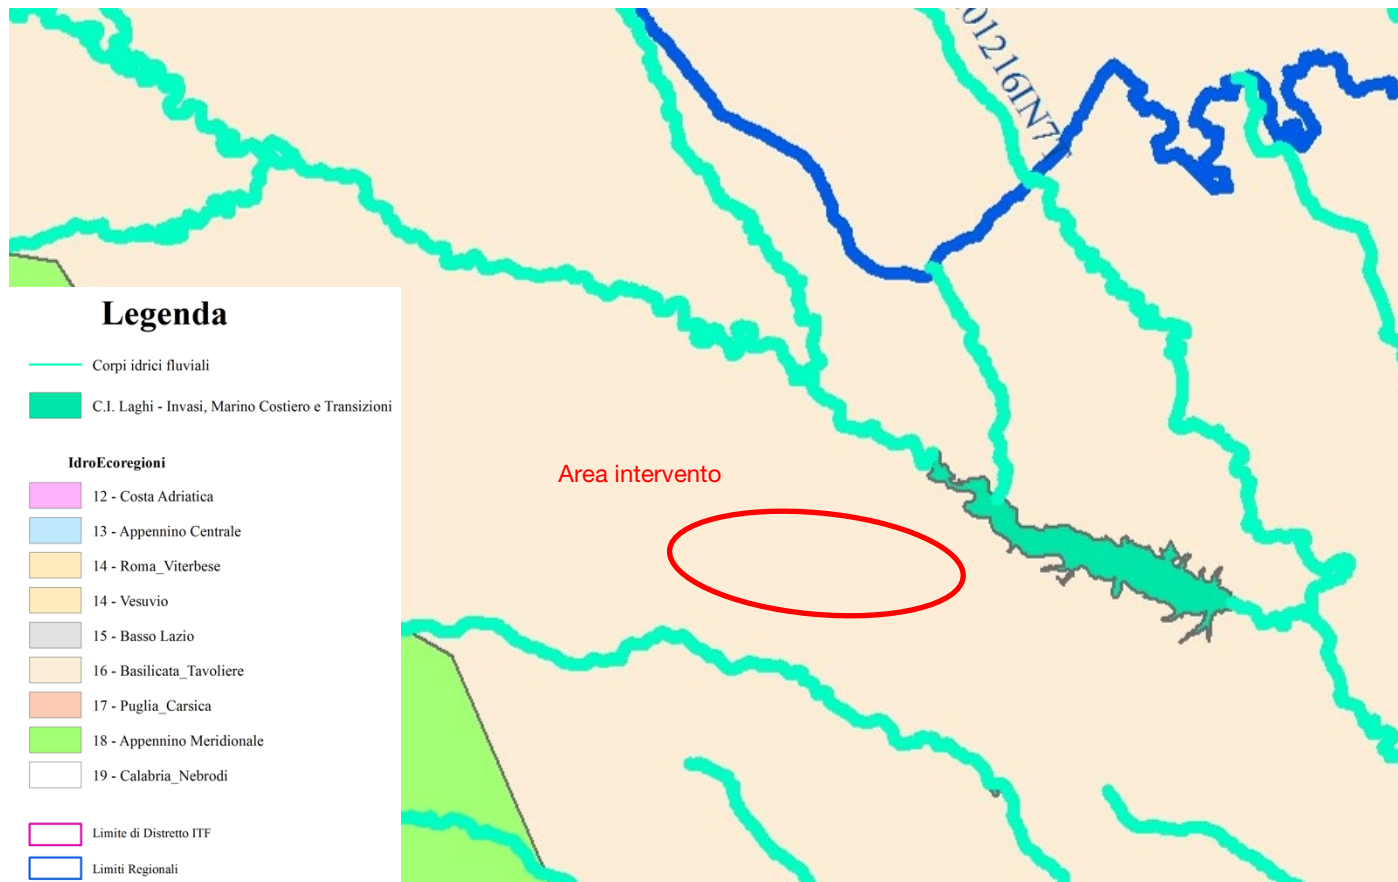 01216IN7
Area intervento
Legenda
Corpi idrici fluviali
C.I. Laghi - Invasi, Marino Costiero e Transizioni
IdroEcoregioni
12 - Costa Adriatica
13 - Appennino Centrale
14 - Roma_Viterbese
14 - Vesuvio
15 - Basso Lazio
16 - Basilicata_Tavoliere
17 - Puglia_Carsica
18 - Appennino Meridionale
19 - Calabria_Nebrodi
Limite di Distretto ITF
Limiti Regionali